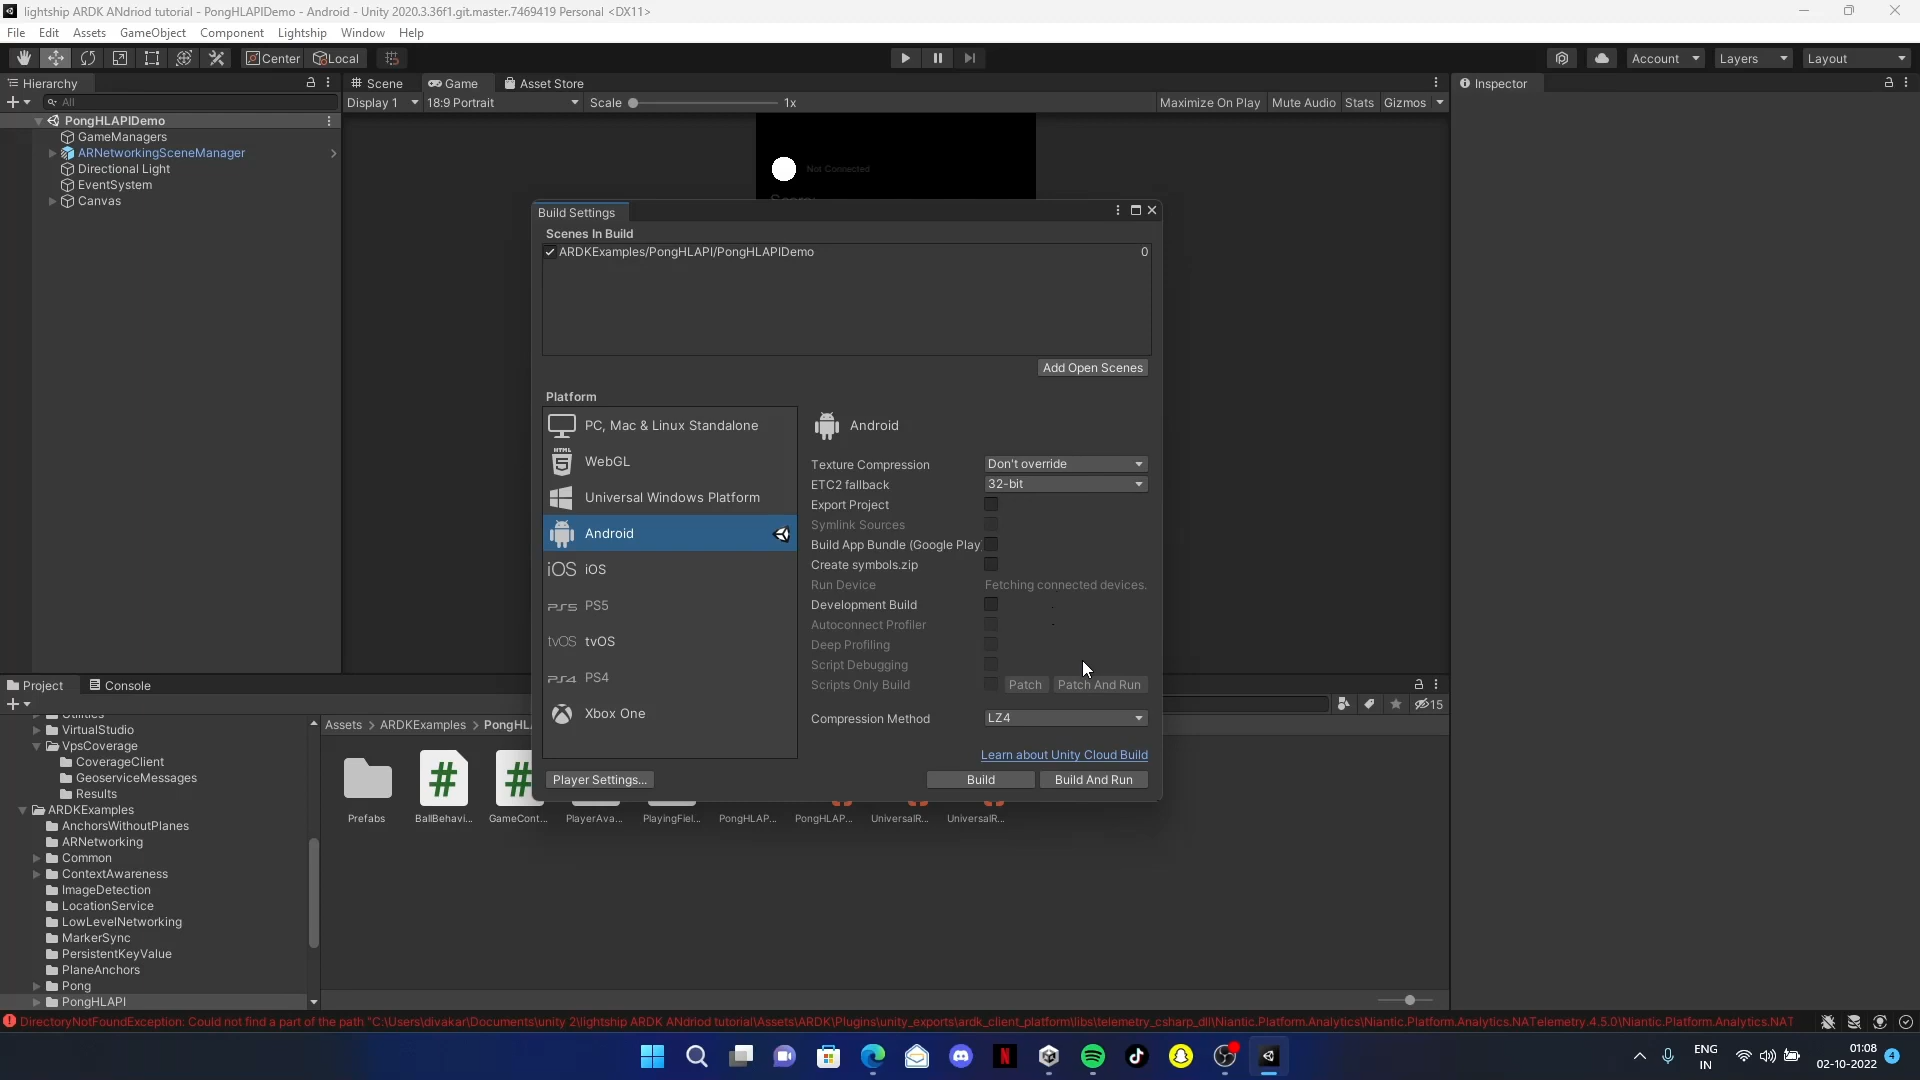 lightship ARDK ANdriod tutorial - PongHLAPIDemo - Android - Unity 2020.3.36f1.git.master.7469419 Personal <DX11>
File Edit Assets GameObject Component Lightship Window Help
Center Local Account Layers Layout
Hierarchy
Scene Game Asset Store
Inspector
All
Display 1 18:9 Portrait Scale 1x Maximize On Play Mute Audio Stats Gizmos
PongHLAPIDemo
GameManagers
ARNetworkingSceneManager
Directional Light
EventSystem
Canvas
Not Connected
Build Settings
Scenes In Build
ARDKExamples/PongHLAPI/PongHLAPIDemo 0
Add Open Scenes
Platform
PC, Mac & Linux Standalone
WebGL
Universal Windows Platform
Android
iOS iOS
PS5 PS5
tvOS tvOS
PS4 PS4
Xbox One
Android
Texture Compression Don't override
ETC2 fallback 32-bit
Export Project
Symlink Sources
Build App Bundle (Google Play
Create symbols.zip
Run Device Fetching connected devices.
Development Build
Autoconnect Profiler
Deep Profiling
Script Debugging
Scripts Only Build Patch Patch And Run
Compression Method LZ4
Learn about Unity Cloud Build
Player Settings... Build Build And Run
Project Console
15
Assets > ARDKExamples > PongHL
VirtualStudio
VpsCoverage
CoverageClient
GeoserviceMessages
Results
ARDKExamples
AnchorsWithoutPlanes
ARNetworking
Common
ContextAwareness
ImageDetection
LocationService
LowLevelNetworking
MarkerSync
PersistentKeyValue
PlaneAnchors
Pong
PongHLAPI
Prefabs BallBehavi... GameCont... PlayerAva... PlayingFiel... PongHLAP... PongHLAP... UniversalR... UniversalR...
DirectoryNotFoundException: Could not find a part of the path "C:\Users\divakar\Documents\unity 2\lightship ARDK ANdriod tutorial\Assets\ARDK\Plugins\unity_exports\ardk_client_platform\libs\telemetry_csharp_dll\Niantic.Platform.Analytics\Niantic.Platform.Analytics.NATelemetry.4.5.0\Niantic.Platform.Analytics.NAT
ENG
IN
01:08
02-10-2022
4